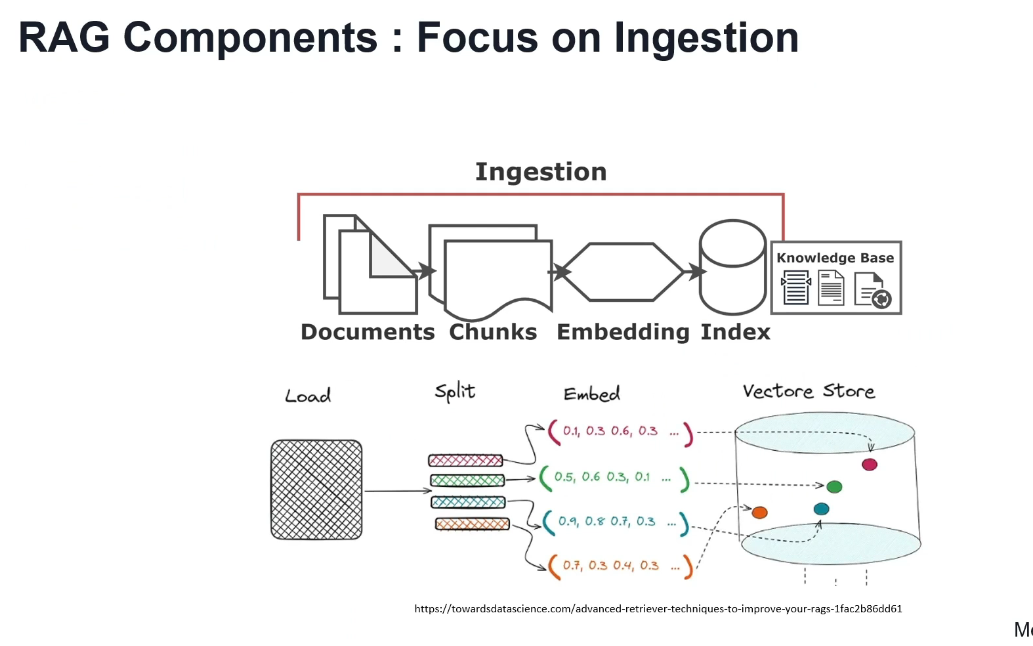 RAG Components : Focus on Ingestion
Ingestion
Knowledge Base
Documents Chunks Embedding Index
Load Split Embed Vectore Store
0.1, 0.3 0.6, 0.3 ...
0.5, 0.6 0.3, 0.1 ...
0.9, 0.8 0.7, 0.3 ...
0.7, 0.3 0.4, 0.3 ...
https://towardsdatascience.com/advanced-retriever-techniques-to-improve-your-rags-1fac2b86dd61